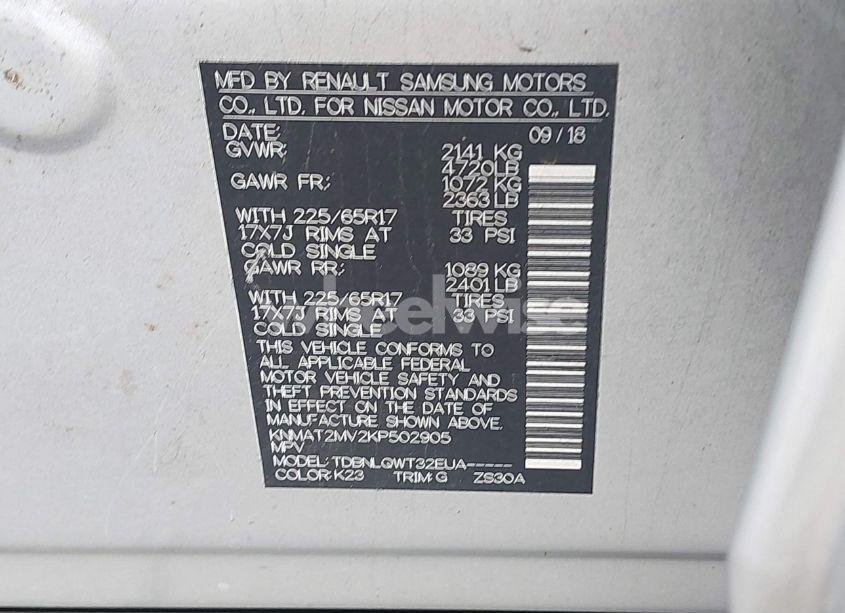 MFD BY RENAULT SAMSUNG MOTORS
CO., LTD. FOR NISSAN MOTOR CO., LTD.
DATE: 09/18
GVWR: 2141 KG
4720LB
GAWR FR: 1072 KG
2363 LB
WITH 225/65R17 TIRES
17X7J RIMS AT 33 PSI
COLD SINGLE
GAWR RR: 1089 KG
2401 LB
WITH 225/65R17 TIRES
17X7J RIMS AT 33 PSI
COLD SINGLE
THIS VEHICLE CONFORMS TO
ALL APPLICABLE FEDERAL
MOTOR VEHICLE SAFETY AND
THEFT PREVENTION STANDARDS
IN EFFECT ON THE DATE OF
MANUFACTURE SHOWN ABOVE.
KNMAT2MV2KP502905
MPV
MODEL: TDBNLQWT32EUA-----
COLOR: K23 TRIM: G ZS30A